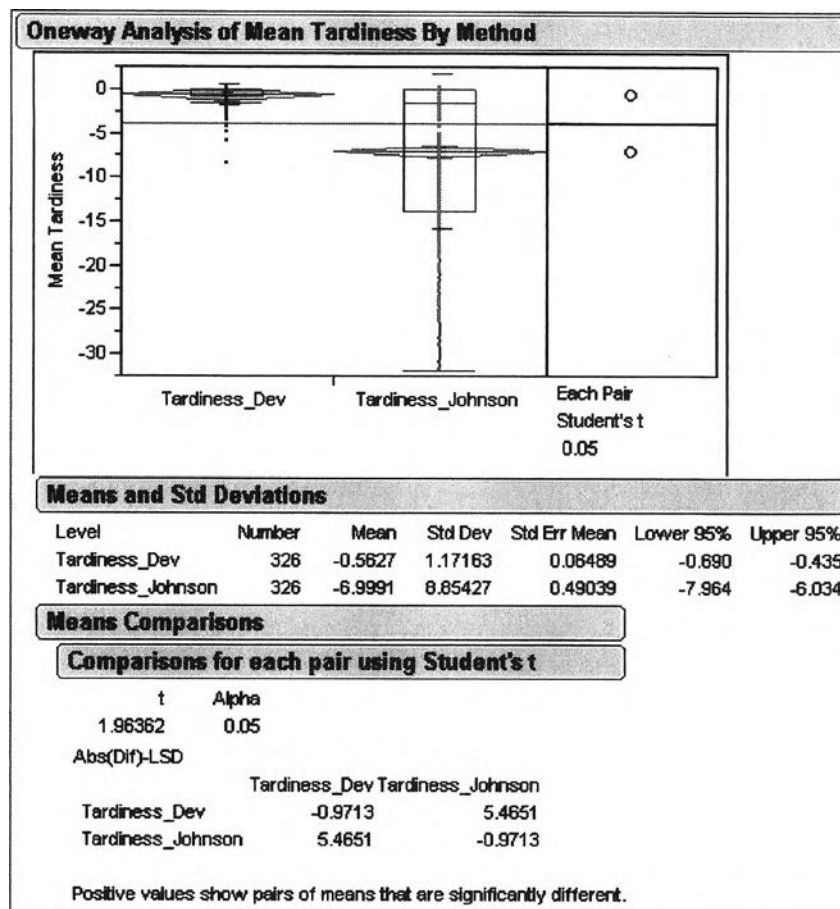 Oneway Analysis of Mean Tardiness By Method
0
-5
-10
-15
-20
-25
-30
Mean Tardiness
Tardiness_Dev Tardiness_Johnson Each Pair
Student's t
0.05
Means and Std Deviations
Level Number Mean Std Dev Std Err Mean Lower 95% Upper 95%
Tardiness_Dev 326 -0.5627 1.17163 0.06489 -0.690 -0.435
Tardiness_Johnson 326 -6.9991 8.85427 0.49039 -7.964 -6.034
Means Comparisons
Comparisons for each pair using Student's t
t Alpha
1.96362 0.05
Abs(Dif)-LSD
Tardiness_Dev Tardiness_Johnson
Tardiness_Dev -0.9713 5.4651
Tardiness_Johnson 5.4651 -0.9713
Positive values show pairs of means that are significantly different.